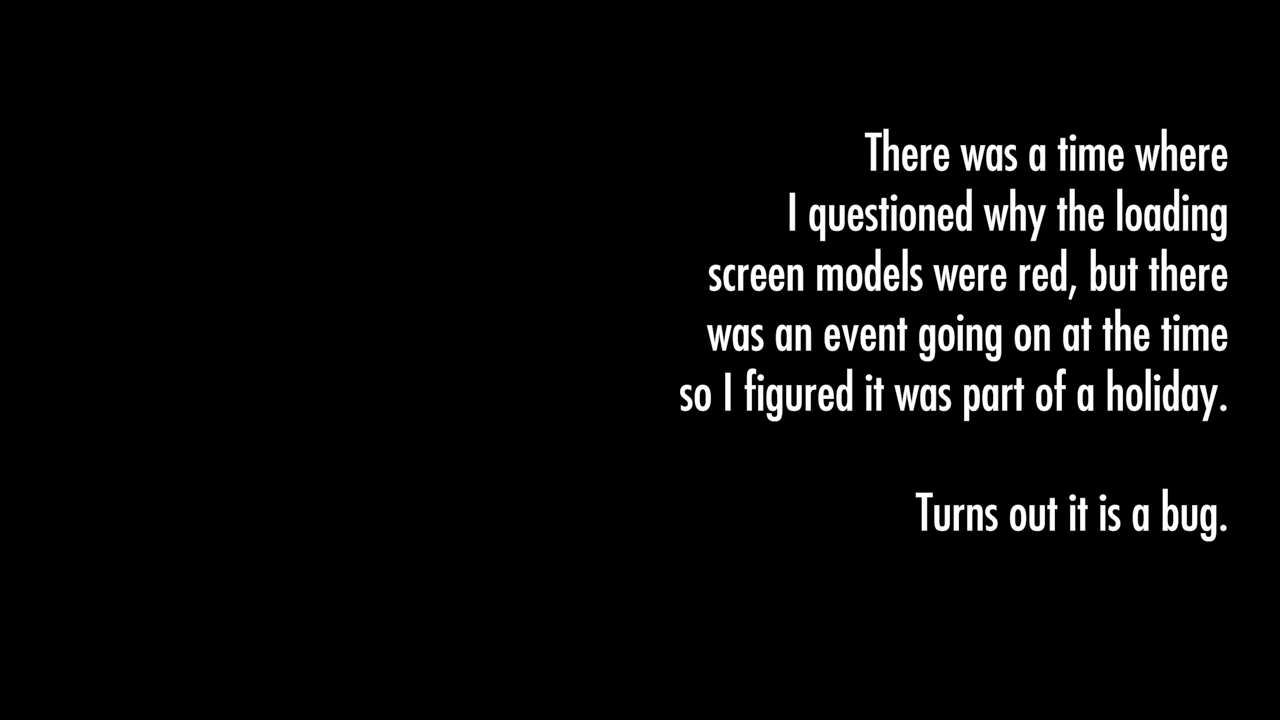 There was a time where
I questioned why the loading
screen models were red, but there
was an event going on at the time
so I figured it was part of a holiday.
Turns out it is a bug.